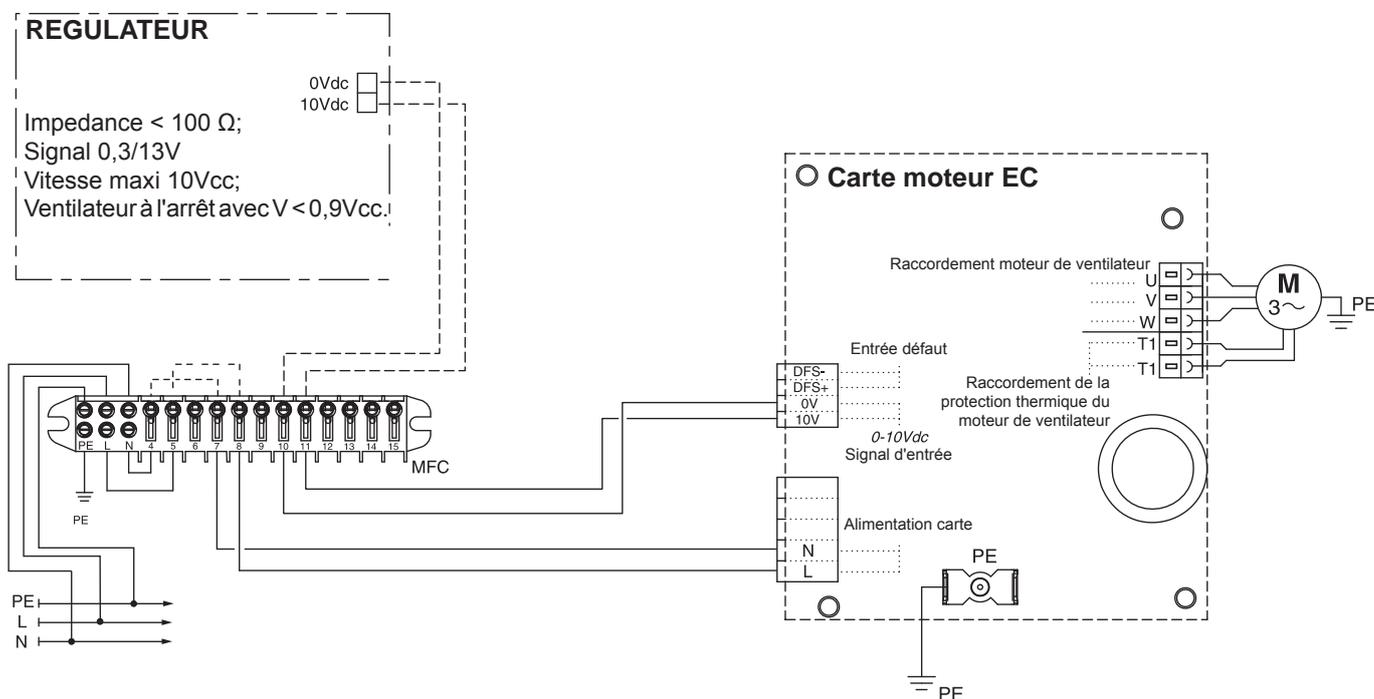 REGULATEUR
0Vdc
10Vdc
Impedance < 100 Ω;
Signal 0,3/13V
Vitesse maxi 10Vcc;
Ventilateur à l'arrêt avec V < 0,9Vcc.
Carte moteur EC
Raccordement moteur de ventilateur
U
V
W
T1
T1
M
3~
PE
Entrée défaut
DFS-
DFS+
0V
10V
0-10Vdc
Signal d'entrée
Raccordement de la
protection thermique du
moteur de ventilateur
PE L N 4 5 6 7 8 9 10 11 12 13 14 15
MFC
PE
Alimentation carte
N
L
PE
PE
PE
L
N